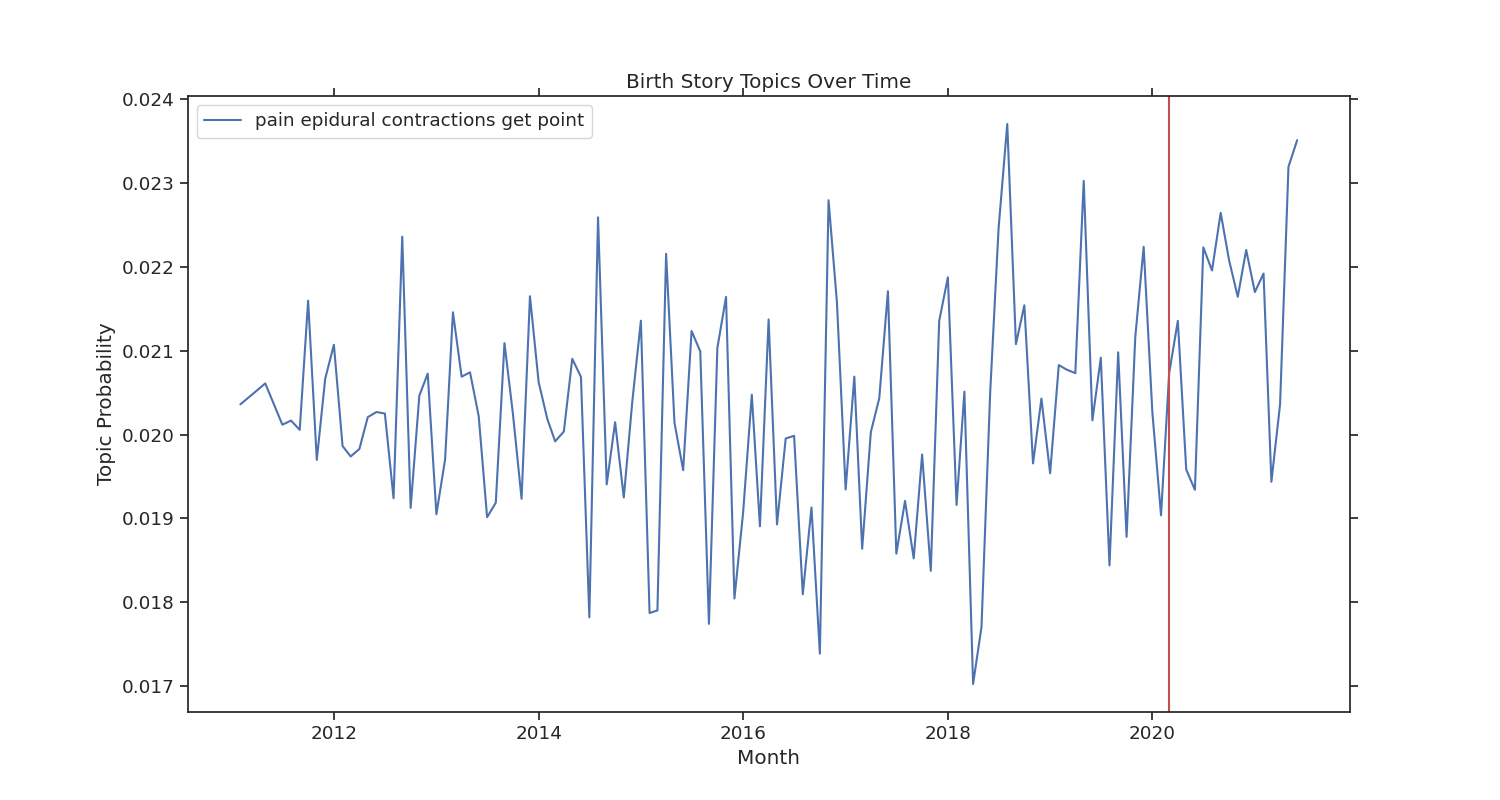 Birth Story Topics Over Time
pain epidural contractions get point
Topic Probability
0.024
0.023
0.022
0.021
0.020
0.019
0.018
0.017
2012 2014 2016 2018 2020
Month